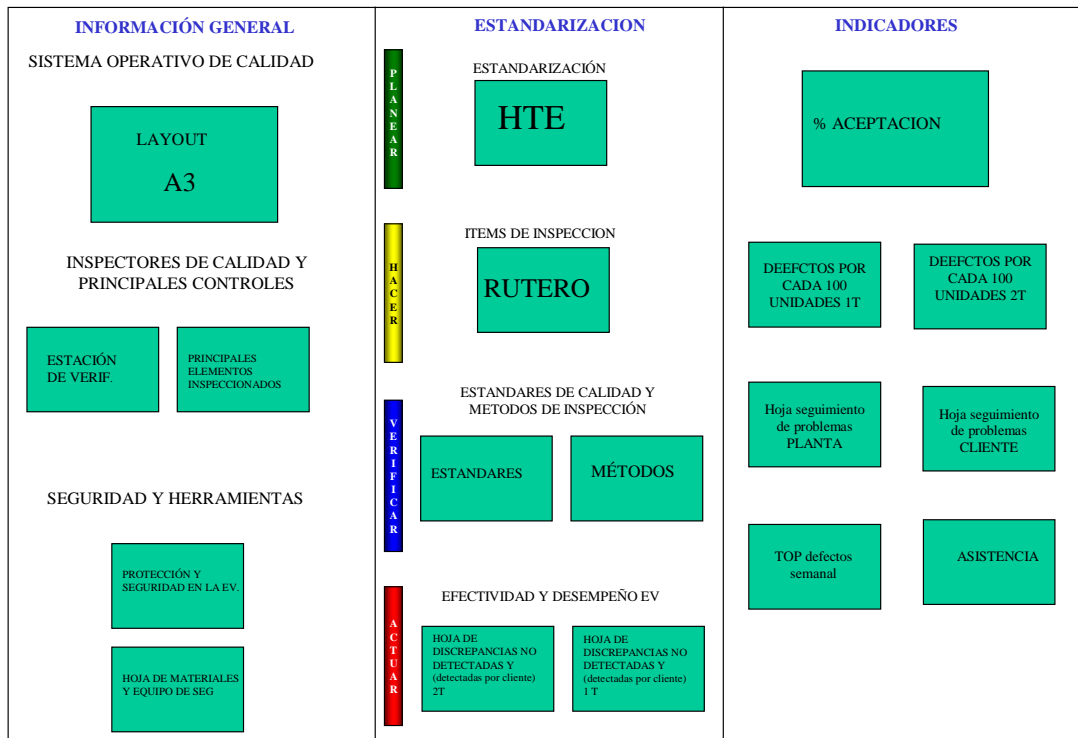 INFORMACIÓN GENERAL
SISTEMA OPERATIVO DE CALIDAD
LAYOUT
A3
INSPECTORES DE CALIDAD Y
PRINCIPALES CONTROLES
ESTACIÓN
DE VERIF.
PRINCIPALES
ELEMENTOS
INSPECCIONADOS
SEGURIDAD Y HERRAMIENTAS
PROTECCIÓN Y
SEGURIDAD EN LA EV.
HOJA DE MATERIALES
Y EQUIPO DE SEG
ESTANDARIZACION
PLANEAR
ESTANDARIZACIÓN
HTE
HACER
ITEMS DE INSPECCION
RUTERO
VERIFICAR
ESTANDARES DE CALIDAD Y
METODOS DE INSPECCIÓN
ESTANDARES
MÉTODOS
ACTUAR
EFECTIVIDAD Y DESEMPEÑO EV
HOJA DE
DISCREPANCIAS NO
DETECTADAS Y
(detectadas por cliente)
2T
HOJA DE
DISCREPANCIAS NO
DETECTADAS Y
(detectadas por cliente)
1 T
INDICADORES
% ACEPTACION
DEEFCTOS POR
CADA 100
UNIDADES 1T
DEEFCTOS POR
CADA 100
UNIDADES 2T
Hoja seguimiento
de problemas
PLANTA
Hoja seguimiento
de problemas
CLIENTE
TOP defectos
semanal
ASISTENCIA